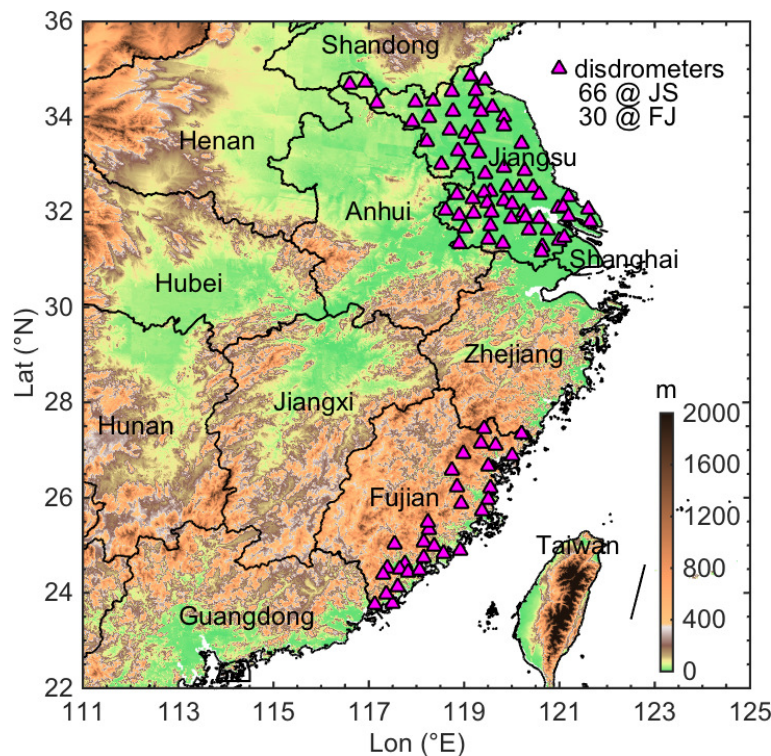 36
34
32
30
28
26
24
22
Lat (°N)
Shandong
disdrometers
66 @ JS
30 @ FJ
Henan
Jiangsu
Anhui
Shanghai
Hubei
Zhejiang
Jiangxi
Hunan
Fujian
Taiwan
Guangdong
m
2000
1600
1200
800
400
0
111
113
115
117
119
121
123
125
Lon (°E)